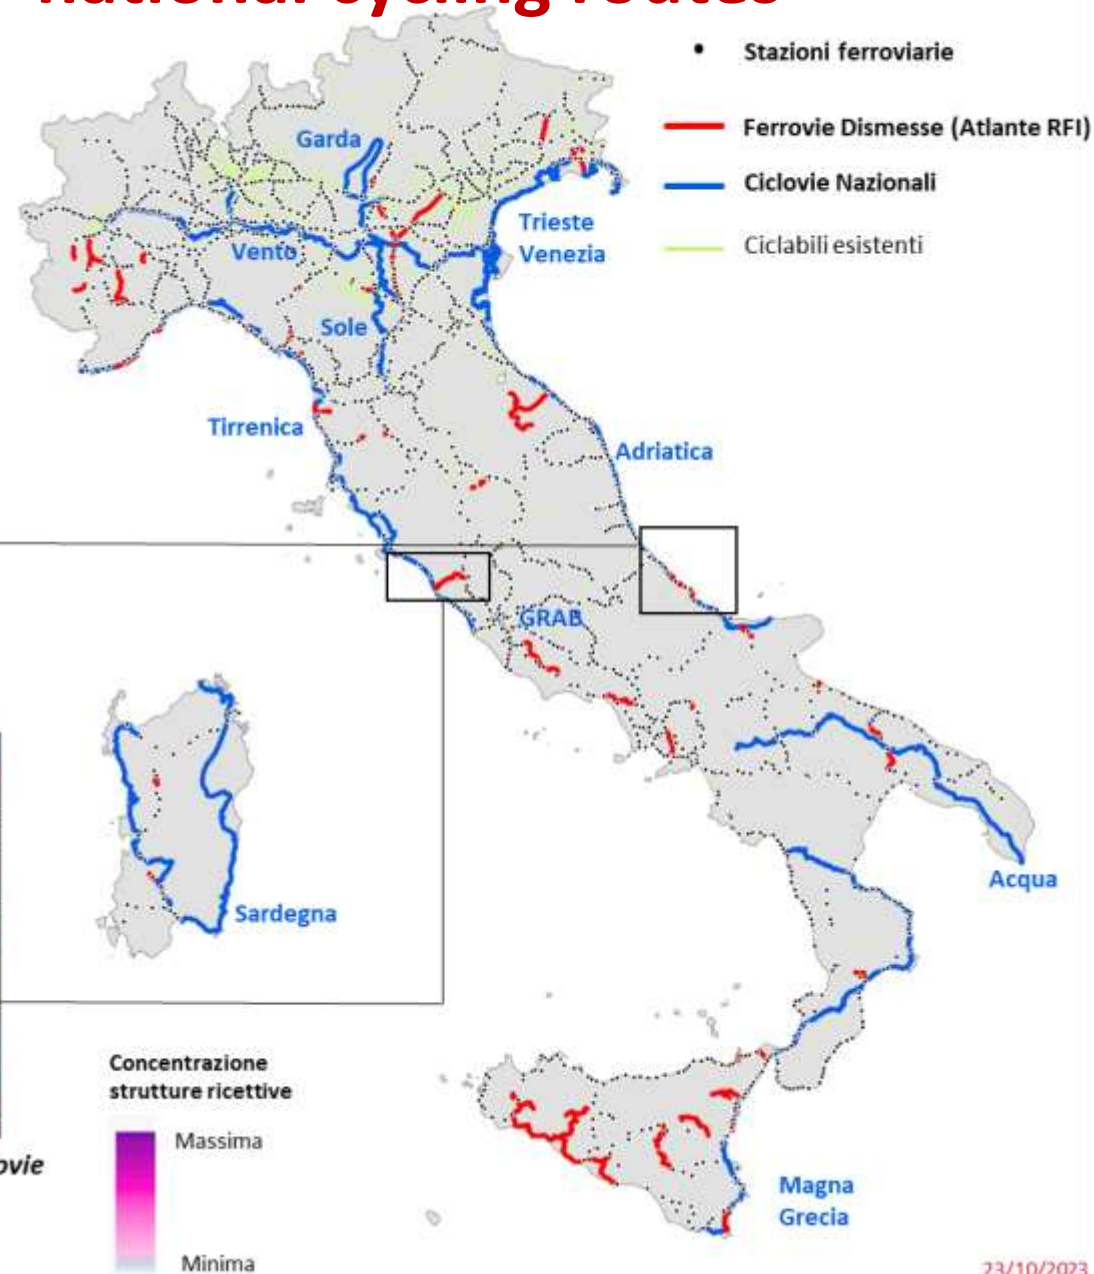 national cycling routes
Stazioni ferroviarie
Ferrovie Dismesse (Atlante RFI)
Ciclovie Nazionali
Ciclabili esistenti
Garda
Trieste
Venezia
Vento
Sole
Tirrenica
Adriatica
GRAB
Acqua
Sardegna
Concentrazione
strutture ricettive
Massima
ovie
Minima
Magna
Grecia
23/10/2023